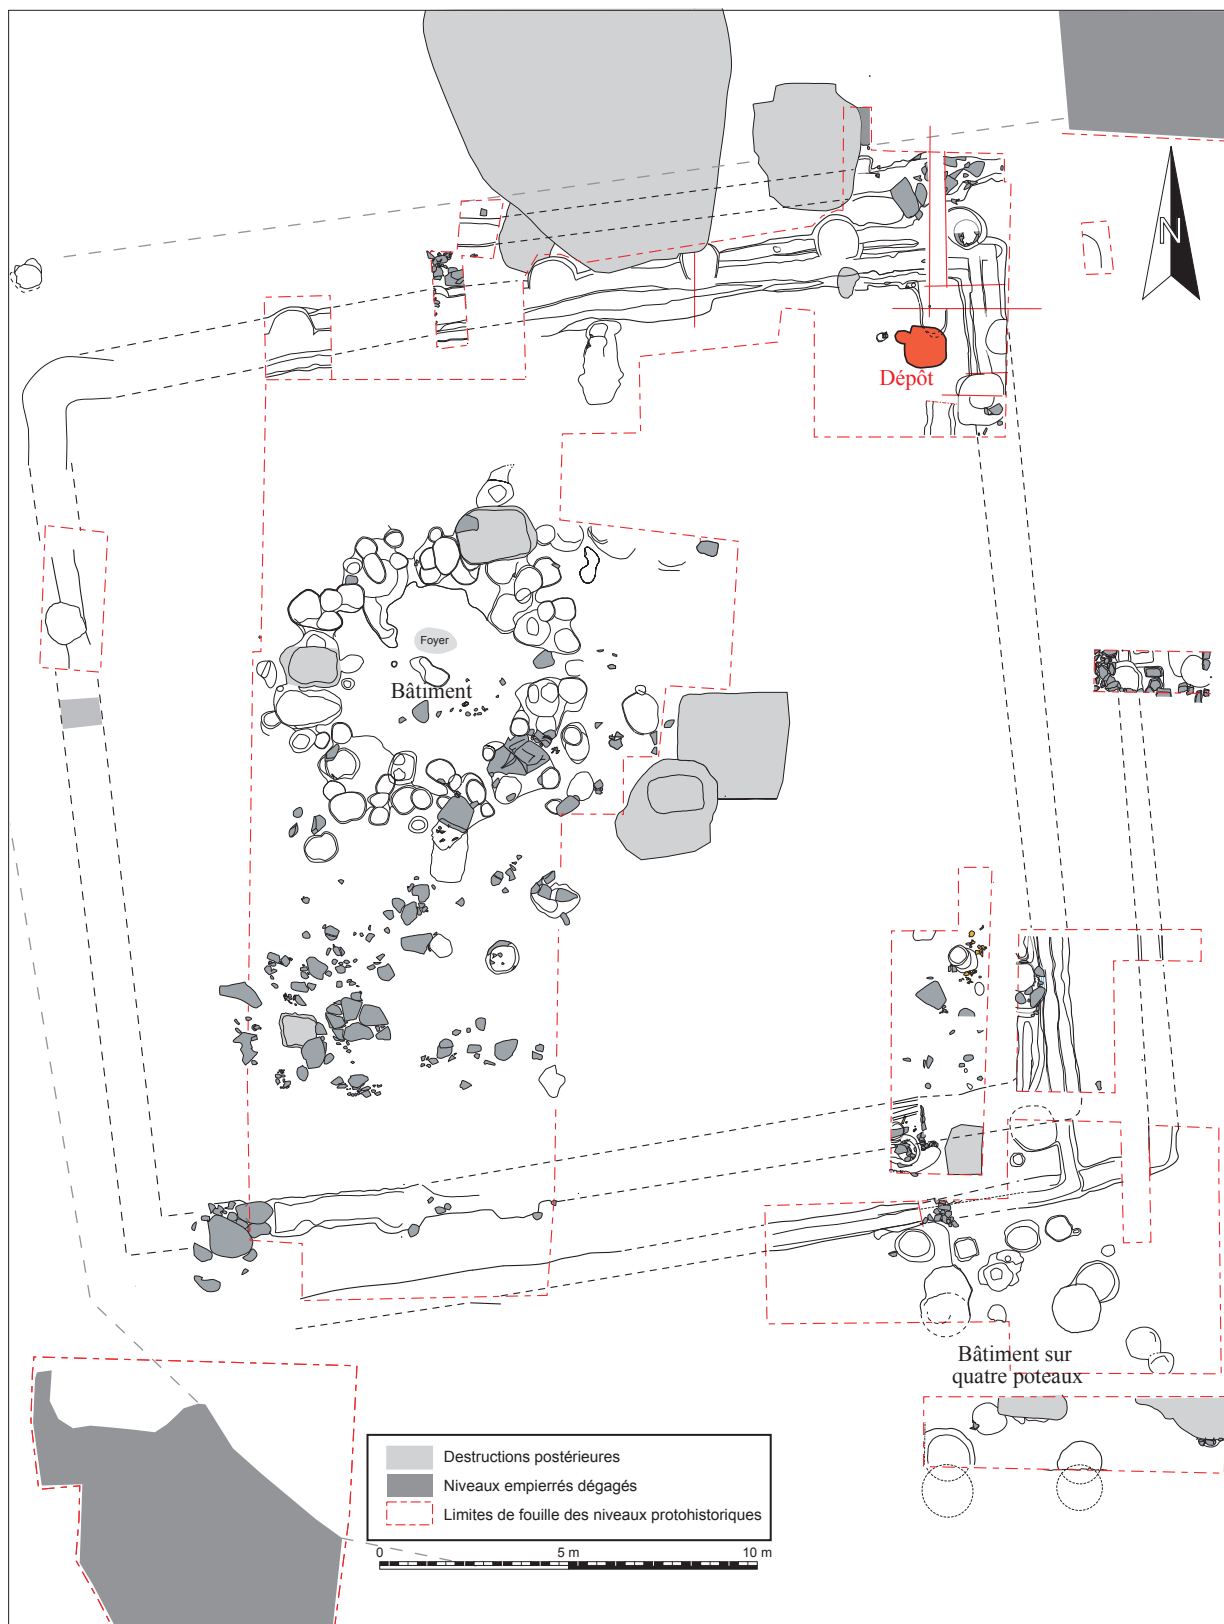 N
Dépôt
Foyer
Bâtiment
Bâtiment sur
quatre poteaux
Destructions postérieures
Niveaux empierrés dégagés
Limites de fouille des niveaux protohistoriques
0 5 m 10 m